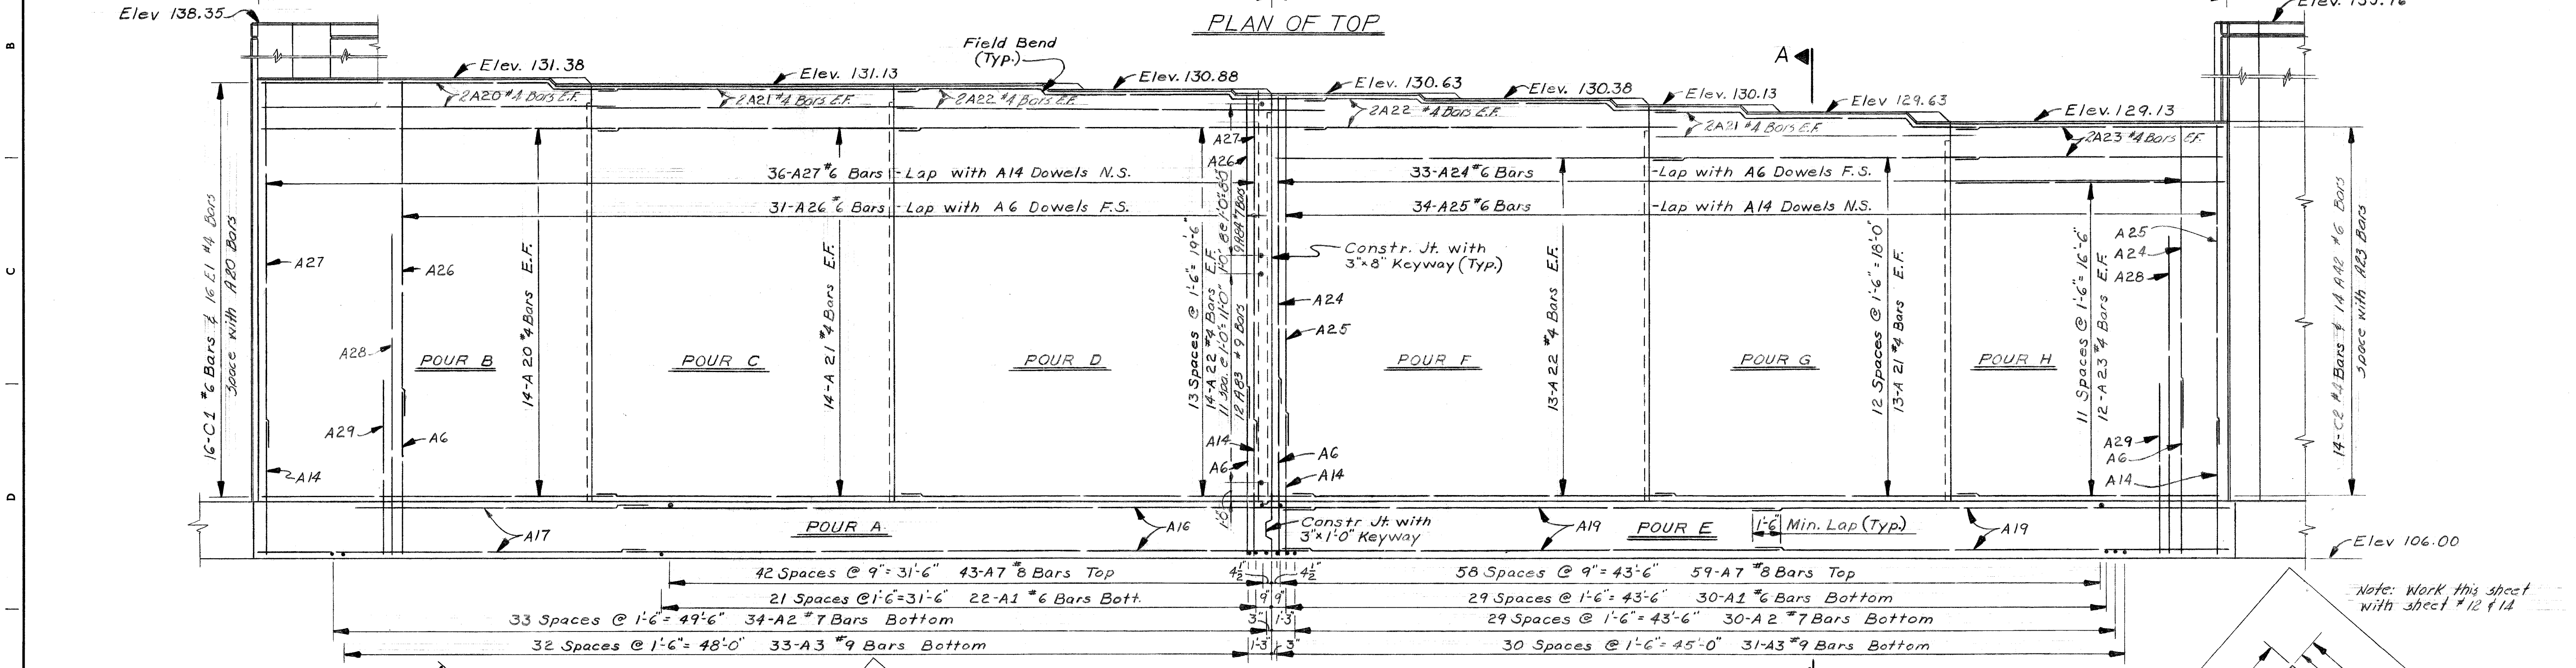 Elev 138.35
PLAN OF TOP
B
Field Bend
(Typ.)
A
Elev. 131.38
Elev. 131.13
Elev. 130.88
Elev. 130.63
Elev. 130.38
Elev. 130.13
Elev 129.63
Elev. 129.13
2A20 #4 Bars E.F.
2A21 #4 Bars E.F.
2A22 #4 Bars E.F.
2A22 #4 Bars E.F.
2A21 #4 Bars E.F.
2A23 #4 Bars E.F.
A27
A26
36-A27 #6 Bars - Lap with A14 Dowels N.S.
33-A24 #6 Bars - Lap with A6 Dowels F.S.
31-A26 #6 Bars - Lap with A6 Dowels F.S.
34-A25 #6 Bars - Lap with A14 Dowels N.S.
C
16-C1 #6 Bars & 16 E1 #4 Bars
space with A20 Bars
A27
A26
14-A 20 #4 Bars E.F.
14-A 21 #4 Bars E.F.
13 Spaces @ 1'-6" = 19'-6"
14-A 22 #4 Bars E.F.
12 A83 #9 Bars
Constr. Jt. with
3"x8" Keyway (Typ.)
A24
A25
13-A 22 #4 Bars E.F.
12 Spaces @ 1'-6" = 18'-0"
13-A 21 #4 Bars E.F.
11 Spaces @ 1'-6" = 16'-6"
12-A 23 #4 Bars E.F.
A25
A24
A28
space with A23 Bars
A28
POUR B
POUR C
POUR D
POUR F
POUR G
POUR H
A29
A6
A14
A14
A6
A6
A14
A29
A6
A14
D
1'-0"
A17
POUR A
A16
Constr Jt with
3"x1'-0" Keyway
A19
POUR E
1'-6" Min. Lap (Typ.)
A19
Elev 106.00
42 Spaces @ 9" = 31'-6" 43-A7 #8 Bars Top
4½"
4½"
58 Spaces @ 9" = 43'-6" 59-A7 #8 Bars Top
21 Spaces @ 1'-6" = 31'-6" 22-A1 #6 Bars Bott.
9"
9"
29 Spaces @ 1'-6" = 43'-6" 30-A1 #6 Bars Bottom
33 Spaces @ 1'-6" = 49'-6" 34-A2 #7 Bars Bottom
3"
1'-3"
29 Spaces @ 1'-6" = 43'-6" 30-A2 #7 Bars Bottom
32 Spaces @ 1'-6" = 48'-0" 33-A3 #9 Bars Bottom
1'-3"
3"
30 Spaces @ 1'-6" = 45'-0" 31-A3 #9 Bars Bottom
Note: Work this sheet
with sheet #12 & 14